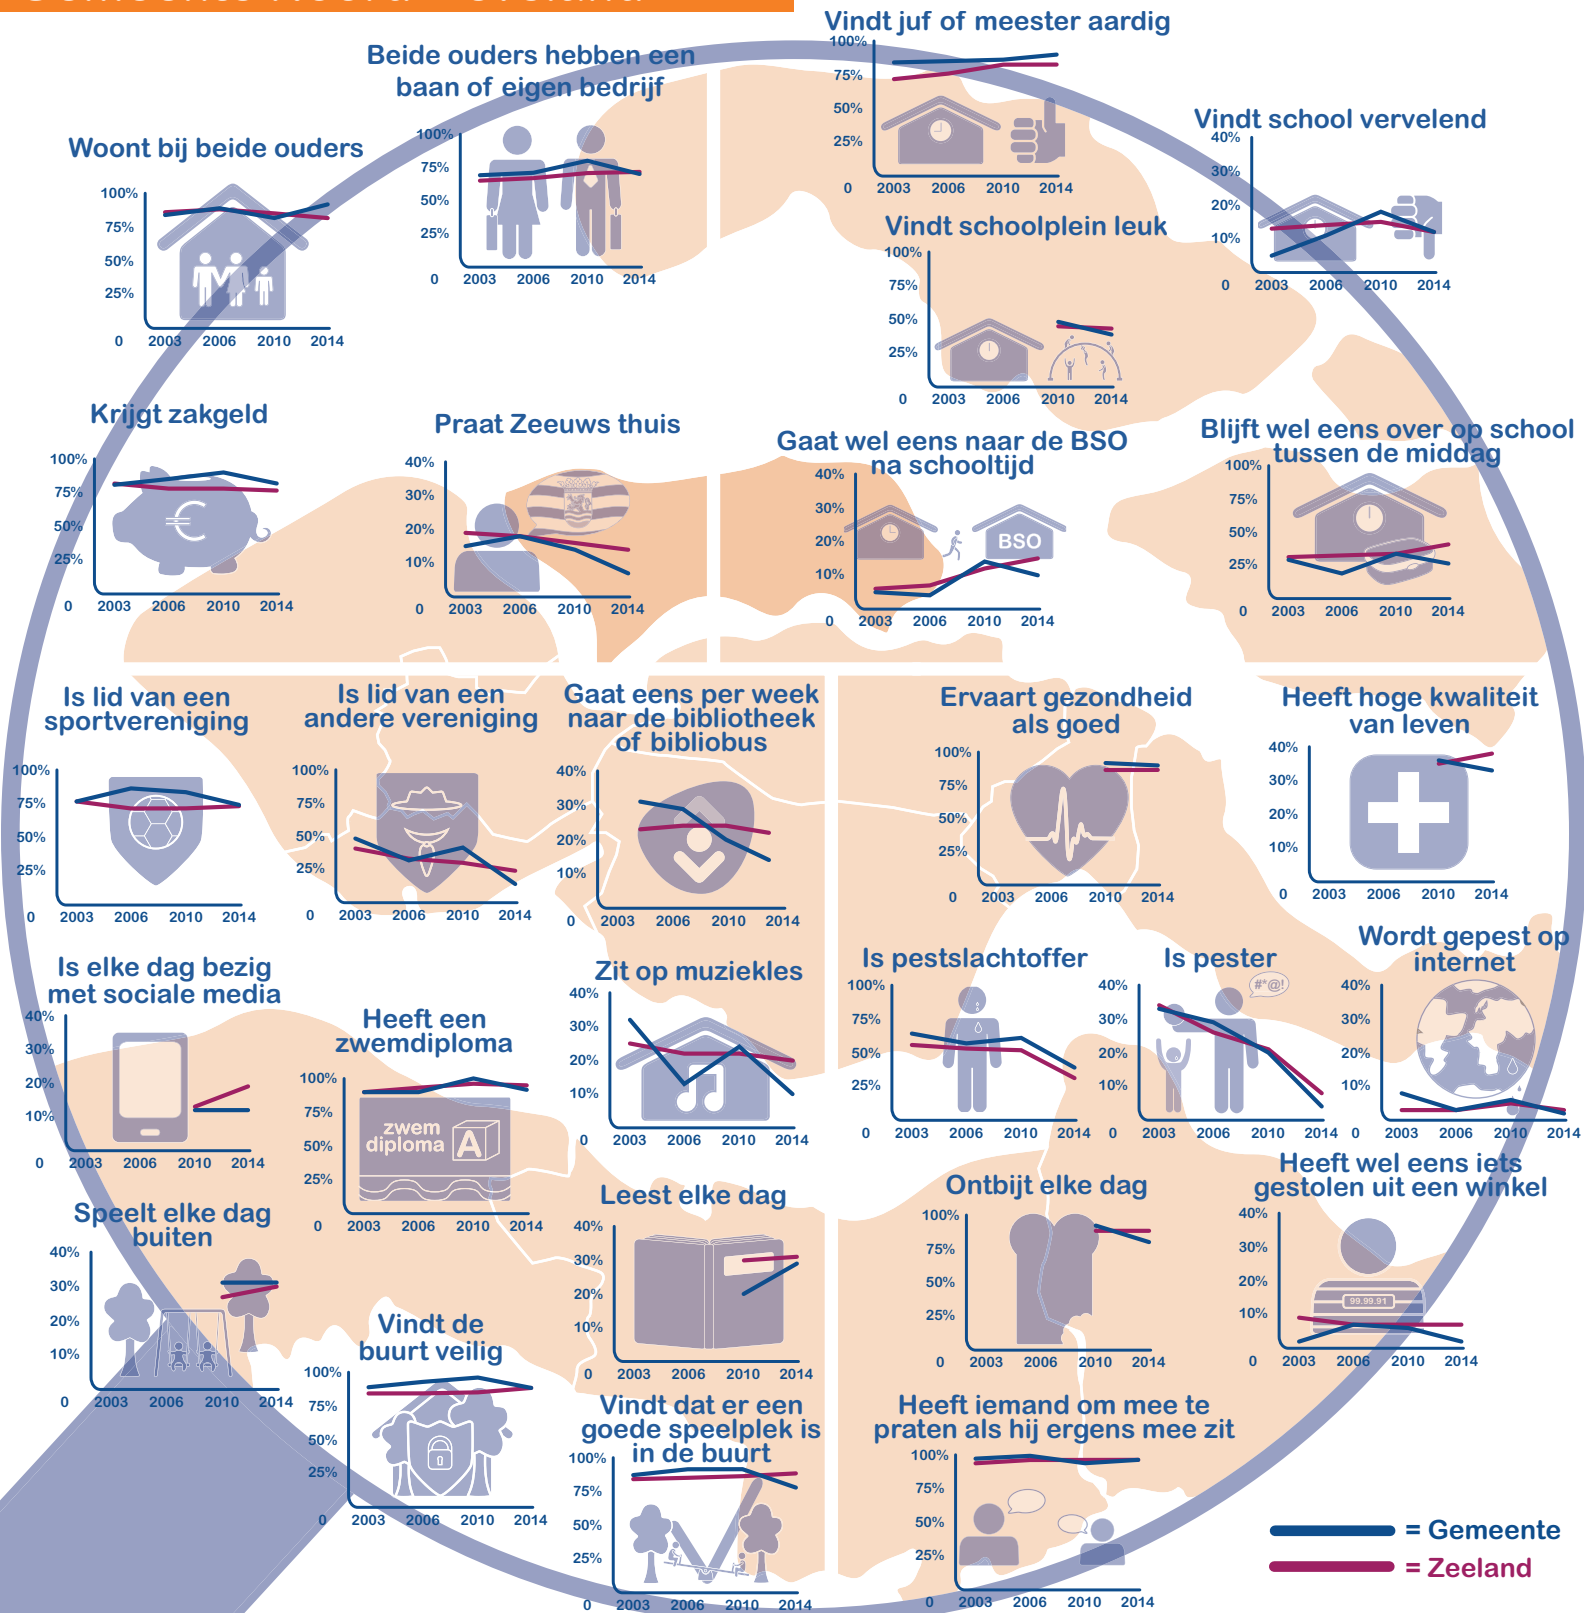 Vindt juf of meester aardig
100%
75%
50%
25%
0 2003 2006 2010 2014
Beide ouders hebben een
baan of eigen bedrijf
100%
75%
50%
25%
0 2003 2006 2010 2014
Woont bij beide ouders
100%
75%
50%
25%
0 2003 2006 2010 2014
Vindt school vervelend
40%
30%
20%
10%
0 2003 2006 2010 2014
Vindt schoolplein leuk
100%
75%
50%
25%
0 2003 2006 2010 2014
Krijgt zakgeld
100%
75%
50%
25%
0 2003 2006 2010 2014
Praat Zeeuws thuis
40%
30%
20%
10%
0 2003 2006 2010 2014
Gaat wel eens naar de BSO
na schooltijd
40%
30%
20%
10%
BSO
0 2003 2006 2010 2014
Blijft wel eens over op school
tussen de middag
100%
75%
50%
25%
0 2003 2006 2010 2014
Is lid van een
sportvereniging
100%
75%
50%
25%
0 2003 2006 2010 2014
Is lid van een
andere vereniging
100%
75%
50%
25%
0 2003 2006 2010 2014
Gaat eens per week
naar de bibliotheek
of bibliobus
40%
30%
20%
10%
0 2003 2006 2010 2014
Ervaart gezondheid
als goed
100%
75%
50%
25%
0 2003 2006 2010 2014
Heeft hoge kwaliteit
van leven
40%
30%
20%
10%
0 2003 2006 2010 2014
Is elke dag bezig
met sociale media
40%
30%
20%
10%
0 2003 2006 2010 2014
Heeft een
zwemdiploma
100%
75%
50%
25%
zwem
diploma A
0 2003 2006 2010 2014
Zit op muziekles
40%
30%
20%
10%
0 2003 2006 2010 2014
Is pestslachtoffer
100%
75%
50%
25%
0 2003 2006 2010 2014
Is pester
40%
30%
20%
10%
#*@!
0 2003 2006 2010 2014
Wordt gepest op
internet
40%
30%
20%
10%
0 2003 2006 2010 2014
Speelt elke dag
buiten
40%
30%
20%
10%
0 2003 2006 2010 2014
Vindt de
buurt veilig
100%
75%
50%
25%
0 2003 2006 2010 2014
Leest elke dag
40%
30%
20%
10%
0 2003 2006 2010 2014
Ontbijt elke dag
100%
75%
50%
25%
0 2003 2006 2010 2014
Heeft wel eens iets
gestolen uit een winkel
40%
30%
20%
10%
99.99.91
0 2003 2006 2010 2014
Vindt dat er een
goede speelplek is
in de buurt
100%
75%
50%
25%
0 2003 2006 2010 2014
Heeft iemand om mee te
praten als hij ergens mee zit
100%
75%
50%
25%
0 2003 2006 2010 2014
= Gemeente
= Zeeland